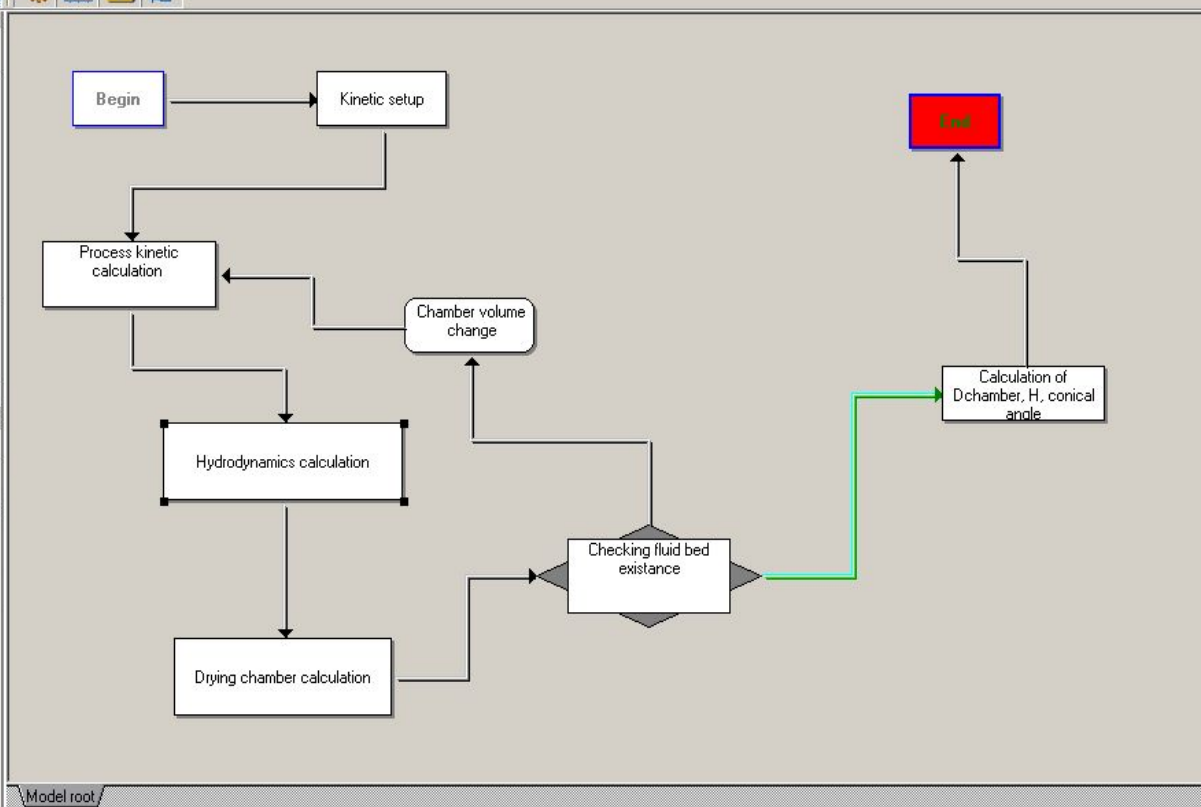 Begin
Kinetic setup
End
Process kinetic
calculation
Chamber volume
change
Calculation of
Dchamber, H, conical
angle
Hydrodynamics calculation
Checking fluid bed
existance
Drying chamber calculation
Model root